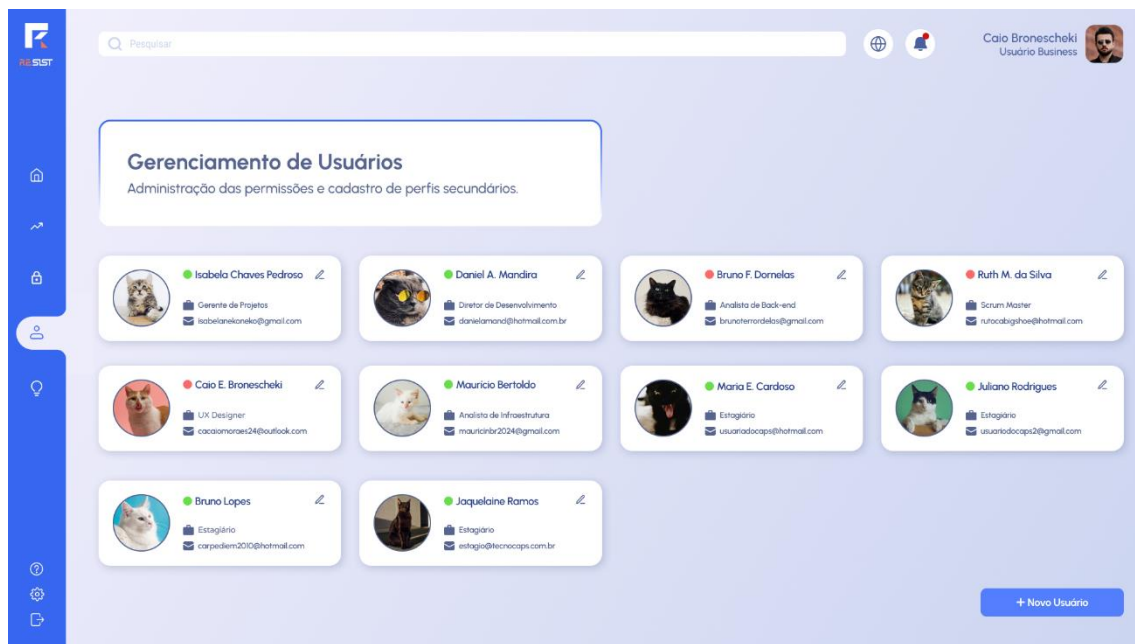 RE.SIST
Pesquisar
Caio Bronescheki
Usuário Business
Gerenciamento de Usuários
Administração das permissões e cadastro de perfis secundários.
Isabela Chaves Pedroso
Gerente de Projetos
isabelanekoneko@gmail.com
Daniel A. Mandira
Diretor de Desenvolvimento
danielamand@hotmail.com.br
Bruno F. Dornelas
Analista de Back-end
brunoterrordelas@gmail.com
Ruth M. da Silva
Scrum Master
rutocabigshoe@hotmail.com
Caio E. Bronescheki
UX Designer
cacaiomoraes24@outlook.com
Maurício Bertoldo
Analista de Infraestrutura
mauricinbr2024@gmail.com
Maria E. Cardoso
Estagiário
usuariadocaps@hotmail.com
Juliano Rodrigues
Estagiário
usuariodocaps2@gmail.com
Bruno Lopes
Estagiário
carpediem2010@hotmail.com
Jaquelaine Ramos
Estagiário
estagio@tecnocaps.com.br
+ Novo Usuário